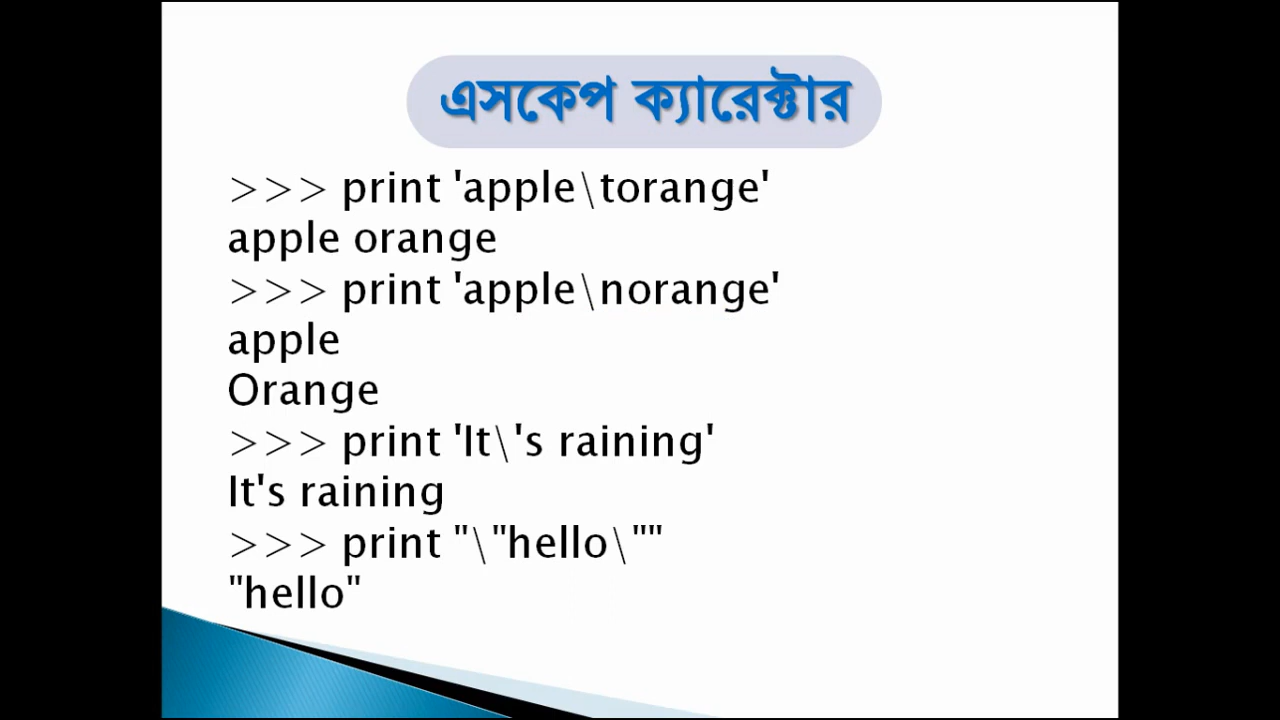 এসকেপ ক্যারেক্টার
>>> print 'apple\torange'
apple orange
>>> print 'apple\norange'
apple
Orange
>>> print 'It\'s raining'
It's raining
>>> print "\"hello\""
"hello"